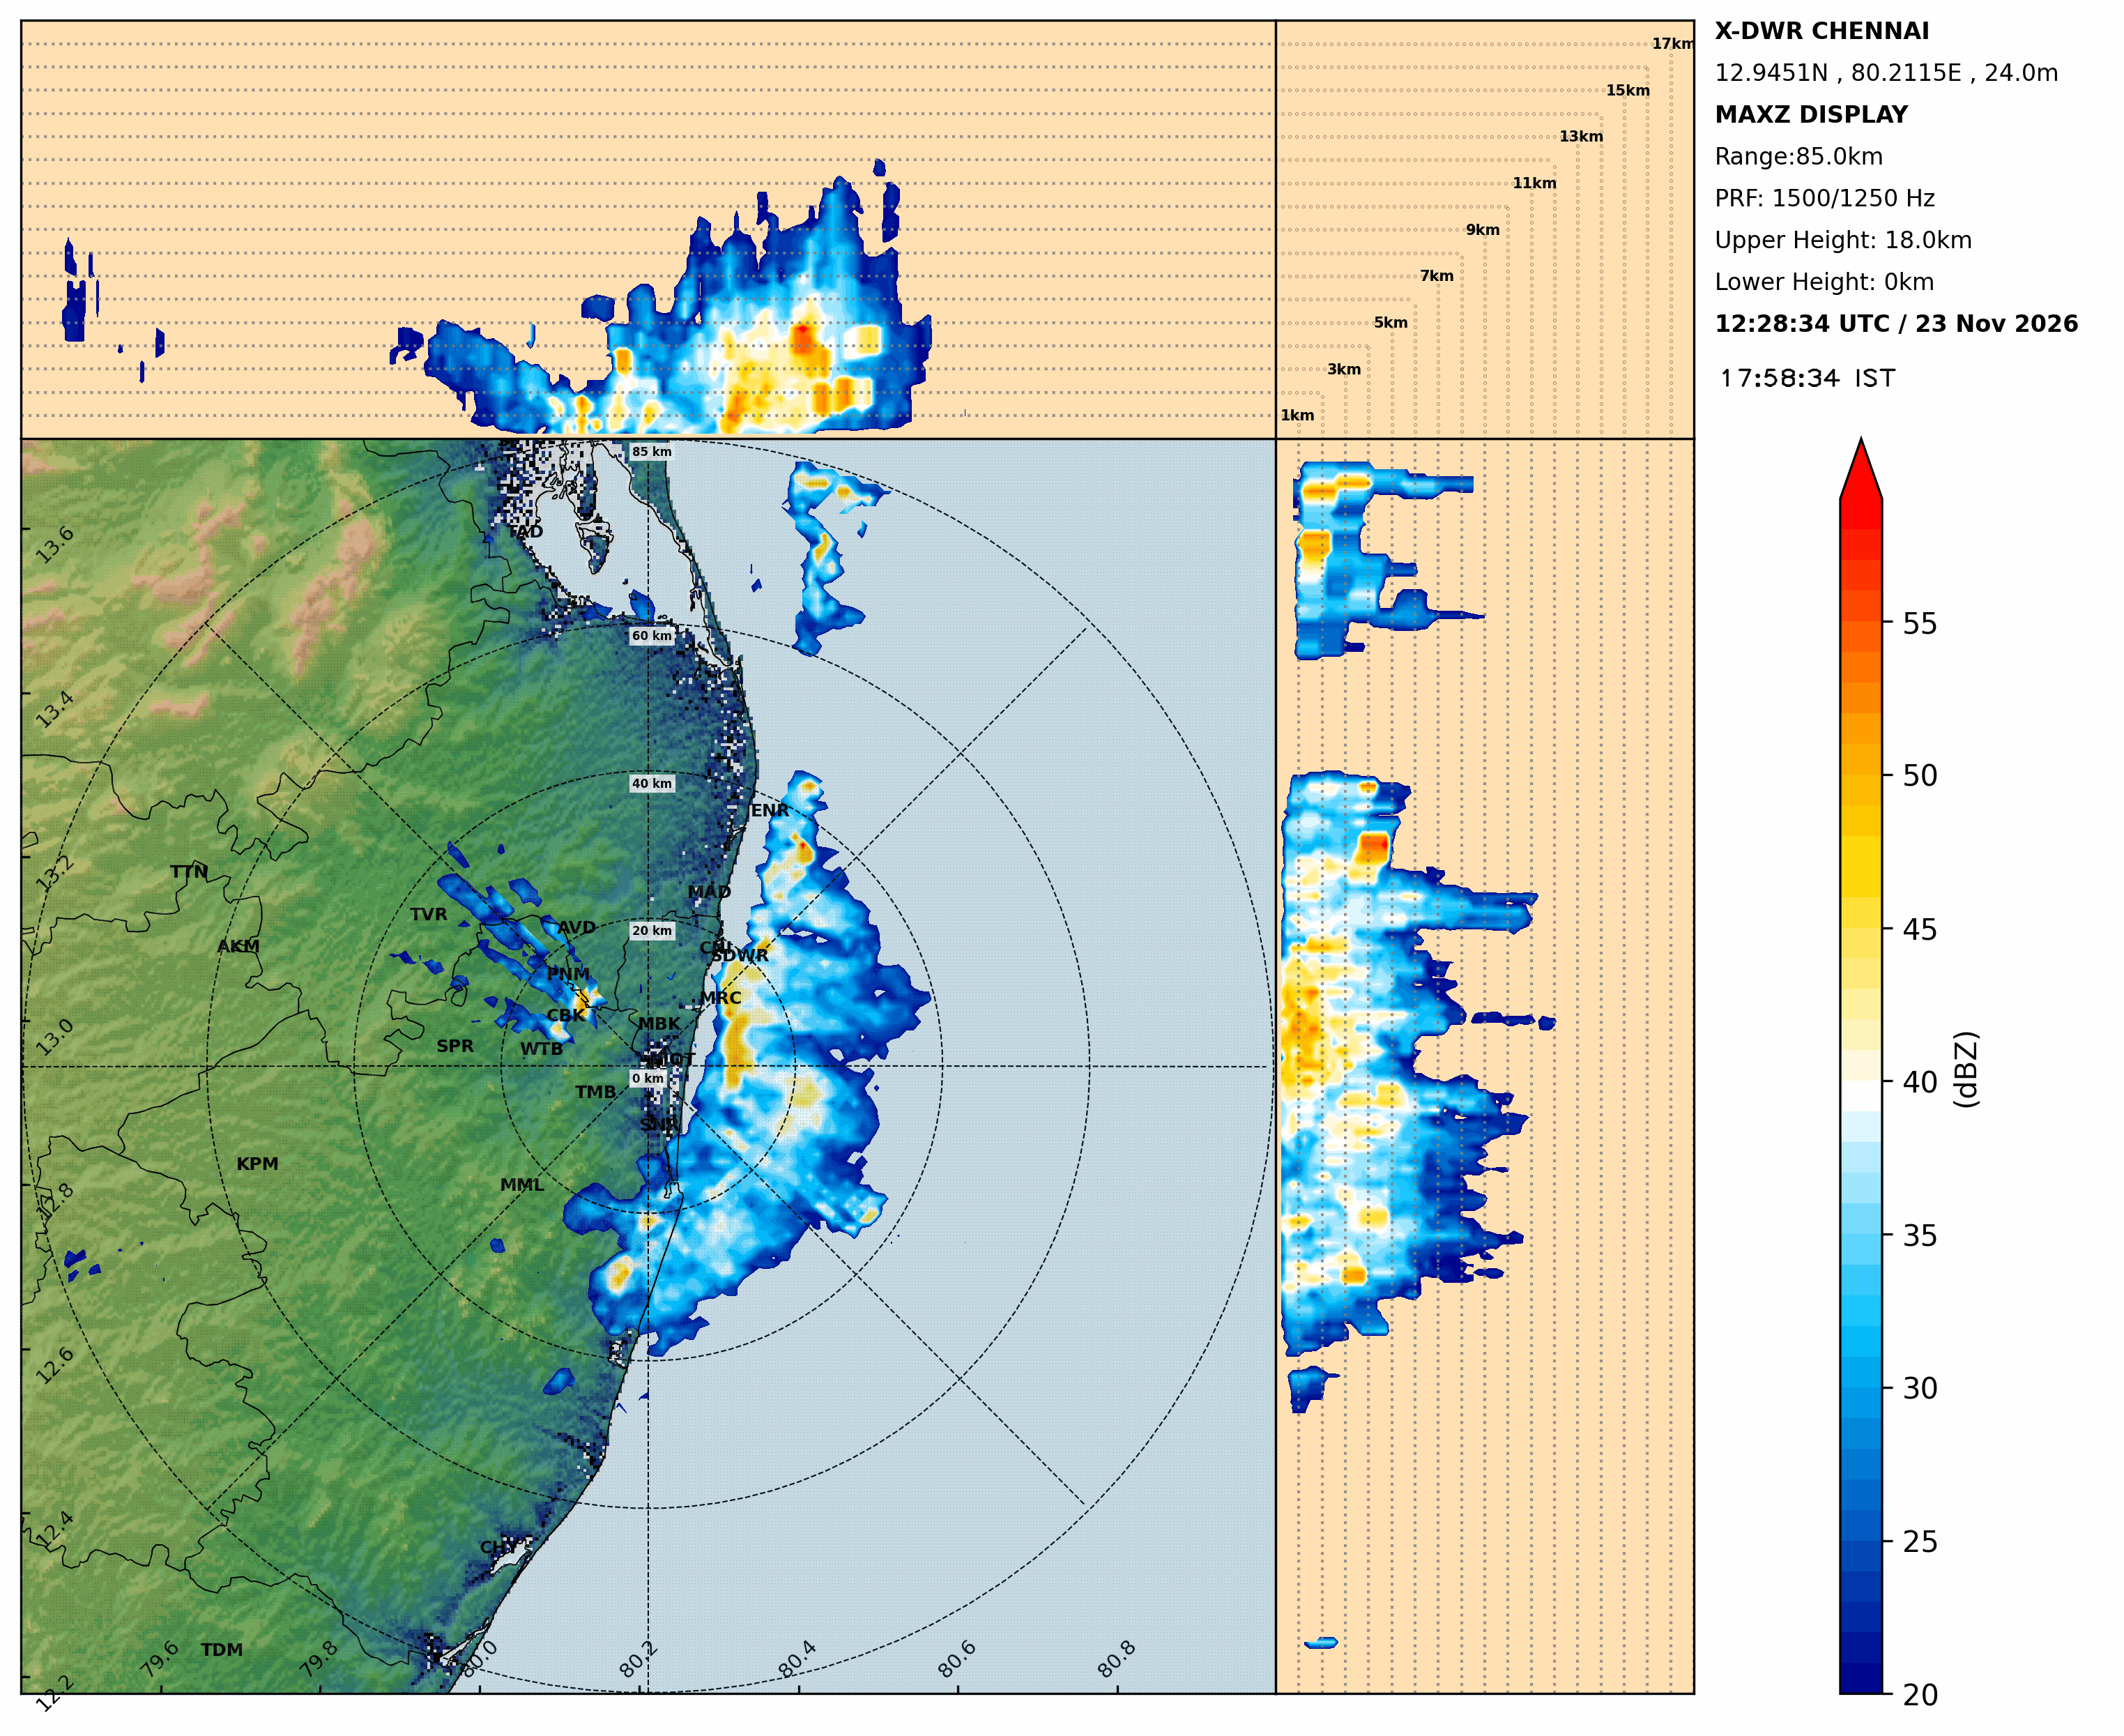 X-DWR CHENNAI
12.9451N , 80.2115E , 24.0m
MAXZ DISPLAY
Range:85.0km
PRF: 1500/1250 Hz
Upper Height: 18.0km
Lower Height: 0km
12:28:34 UTC / 23 Nov 2026
17:58:34 IST
17km
15km
13km
11km
9km
7km
5km
3km
1km
85 km
60 km
40 km
20 km
0 km
TAD
ENR
TTN
MAD
TVR
AVD
AKM
SDWR
PNM
MRC
CBK
MBK
SPR
WTB
TMB
SNR
KPM
MML
CHY
TDM
13.6
13.4
13.2
13.0
12.8
12.6
12.4
12.2
79.6
79.8
80.0
80.2
80.4
80.6
80.8
55
50
45
40
35
30
25
20
(dBZ)